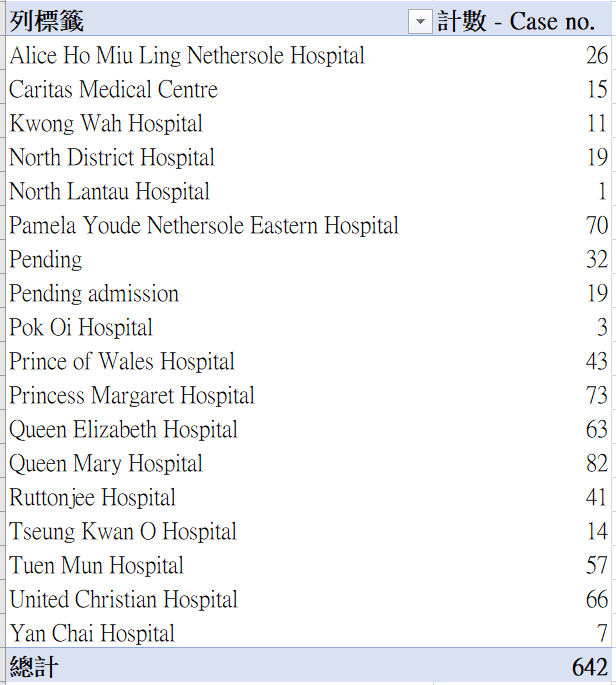 列標籤 計數 - Case no.
Alice Ho Miu Ling Nethersole Hospital 26
Caritas Medical Centre 15
Kwong Wah Hospital 11
North District Hospital 19
North Lantau Hospital 1
Pamela Youde Nethersole Eastern Hospital 70
Pending 32
Pending admission 19
Pok Oi Hospital 3
Prince of Wales Hospital 43
Princess Margaret Hospital 73
Queen Elizabeth Hospital 63
Queen Mary Hospital 82
Ruttonjee Hospital 41
Tseung Kwan O Hospital 14
Tuen Mun Hospital 57
United Christian Hospital 66
Yan Chai Hospital 7
總計 642